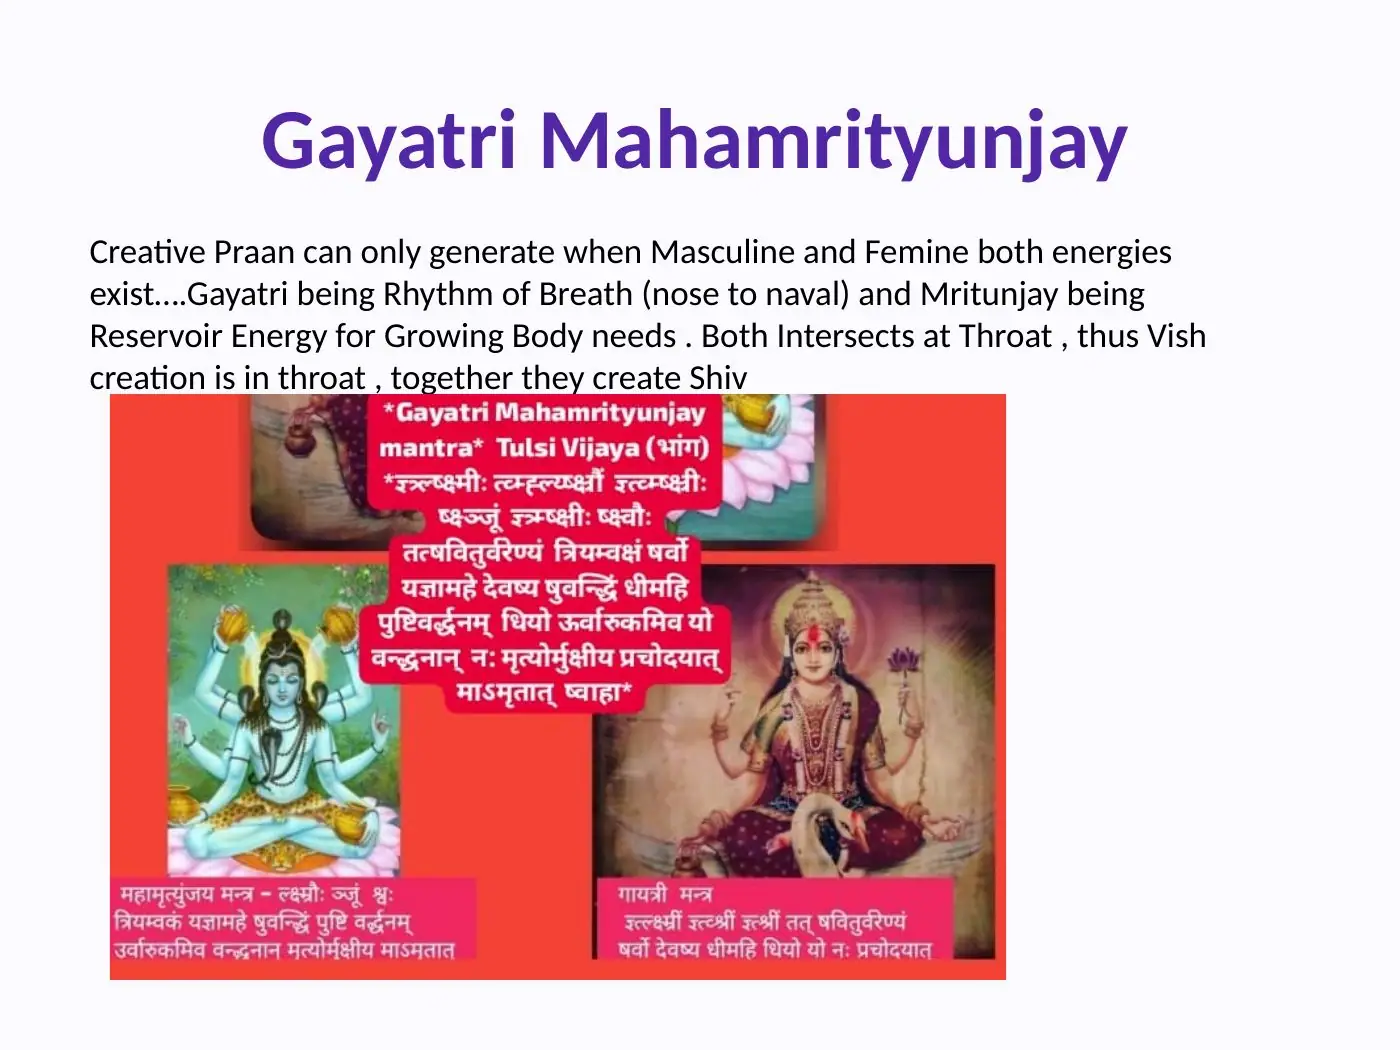 Gayatri Mahamrityunjay
Creative Praan can only generate when Masculine and Femine both energies
exist….Gayatri being Rhythm of Breath (nose to naval) and Mritunjay being
Reservoir Energy for Growing Body needs . Both Intersects at Throat , thus Vish
creation is in throat , together they create Shiv
*Gayatri Mahamrityunjay
mantra* Tulsi Vijaya (भांग)
तत्षवितुर्वरेण्यं त्रियम्वक्षं षर्वो
यज्ञामहे देवष्य षुवन्द्धिं धीमहि
पुष्टिवर्द्धनम् धियो ऊर्वारुकमिव यो
वन्द्धनान् न: मृत्योर्मुक्षीय प्रचोदयात्
माऽमृतात् ष्वाहा*
महामृत्युंजय मन्त्र –
त्रियम्वकं यज्ञामहे षुवन्द्धिं पुष्टि वर्द्धनम्
उर्वारुकमिव वन्द्धनान मृत्योर्मुक्षीय माऽमृतात्
गायत्री मन्त्र
तत् षवितुर्वरेण्यं
षर्वो देवष्य धीमहि धियो यो नः प्रचोदयात्